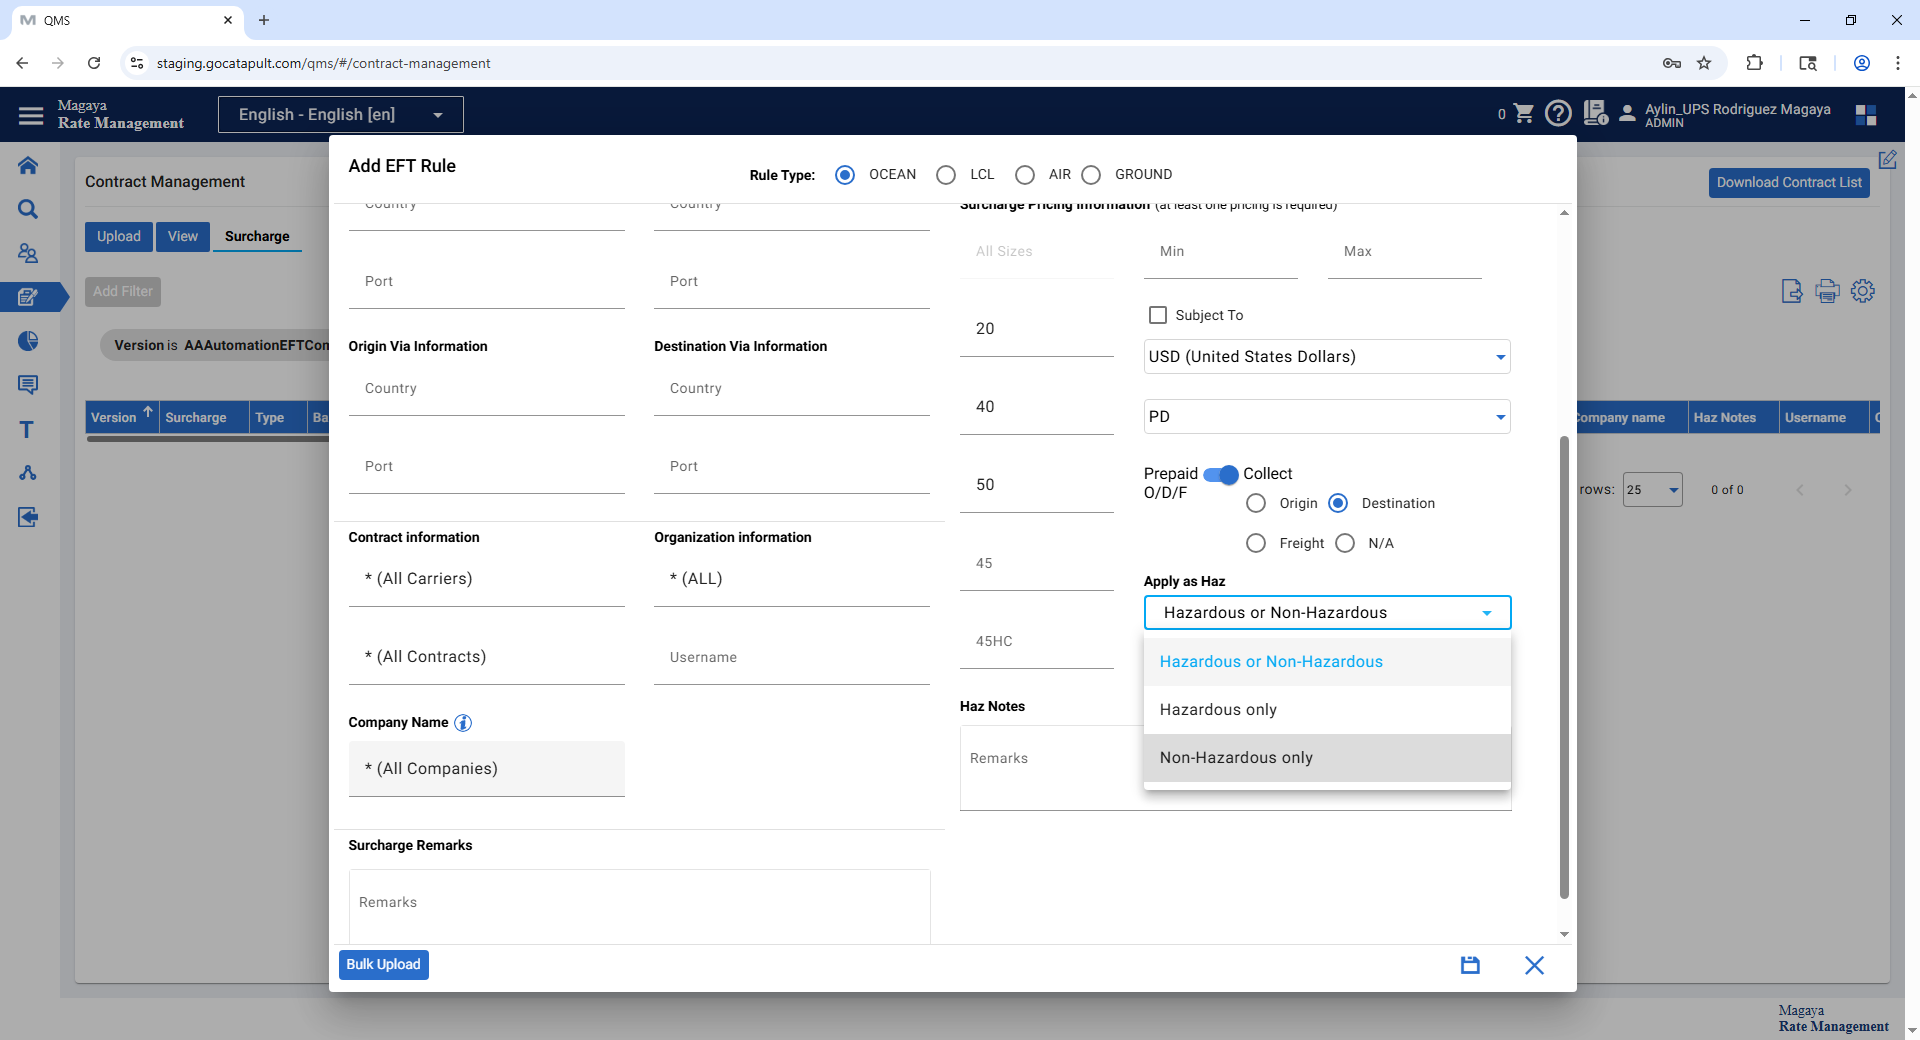 QMS
staging.gocatapult.com/qms/#/contract-management
Magaya
Rate Management
English - English [en]
0
Aylin_UPS Rodriguez Magaya
ADMIN
Contract Management
Download Contract List
Upload
View
Surcharge
Add Filter
Version is AAAutomationEFTCon
Version
Surcharge
Type
Ba
Company name
Haz Notes
Username
rows:
25
0 of 0
Add EFT Rule
Rule Type:
OCEAN
LCL
AIR
GROUND
Country
Country
Port
Port
Origin Via Information
Destination Via Information
Country
Country
Port
Port
Contract information
Organization information
* (All Carriers)
* (ALL)
* (All Contracts)
Username
Company Name
* (All Companies)
Surcharge Remarks
Remarks
Surcharge Pricing Information (at least one pricing is required)
All Sizes
Min
Max
20
Subject To
USD (United States Dollars)
40
PD
50
Prepaid
Collect
O/D/F
Origin
Destination
Freight
N/A
45
Apply as Haz
Hazardous or Non-Hazardous
45HC
Hazardous or Non-Hazardous
Hazardous only
Non-Hazardous only
Haz Notes
Remarks
Bulk Upload
Magaya
Rate Management